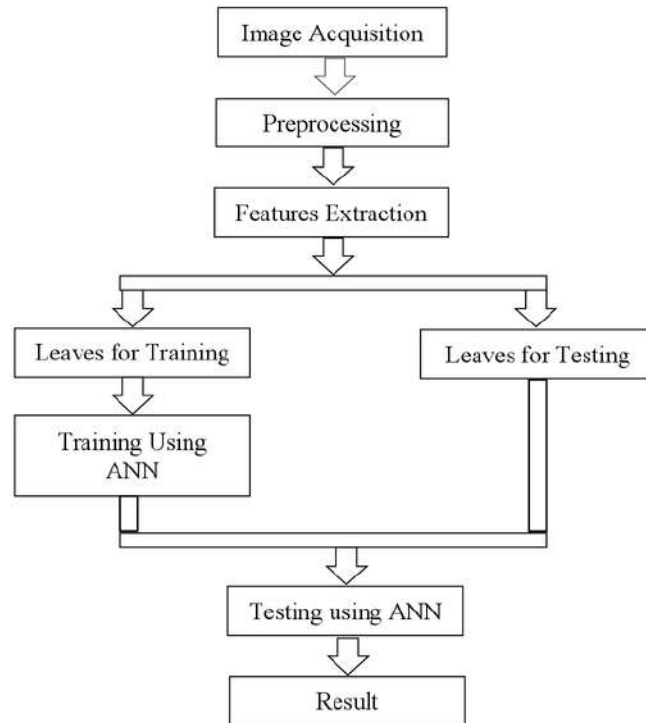 Image Acquisition
Preprocessing
Features Extraction
Leaves for Training
Leaves for Testing
Training Using
ANN
Testing using ANN
Result